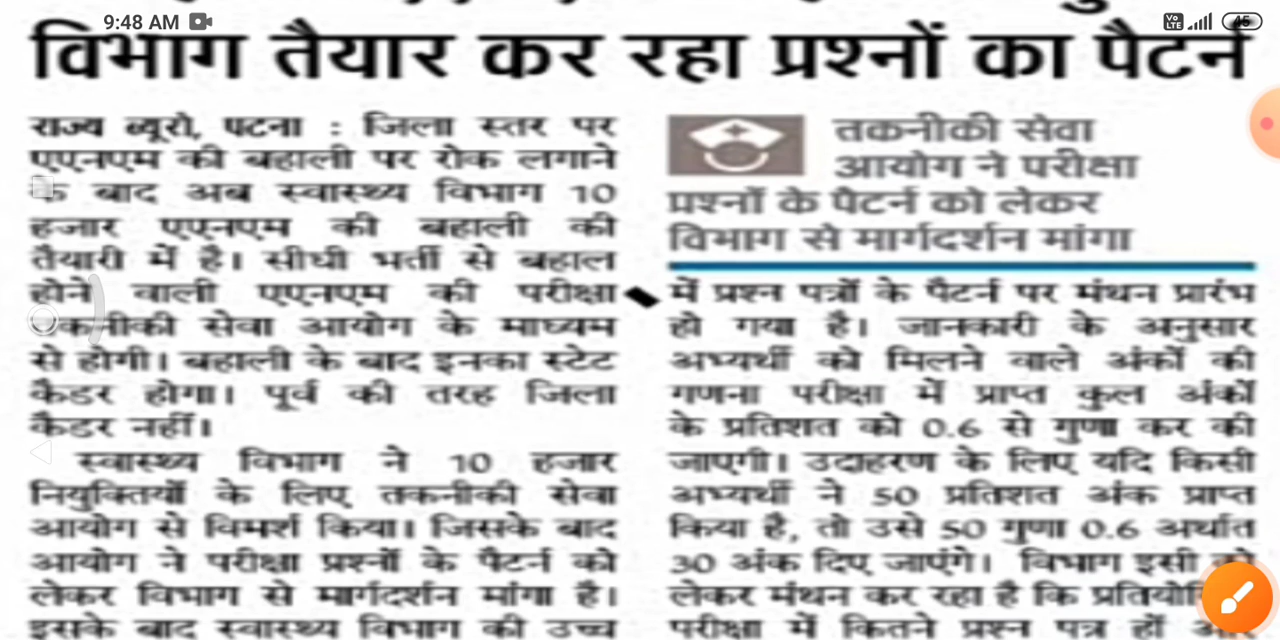 9:48 AM
Vo LTE
45
विभाग तैयार कर रहा प्रश्नों का पैटर्न
राज्य ब्यूरो, पटना : जिला स्तर पर
एएनएम की बहाली पर रोक लगाने
के बाद अब स्वास्थ्य विभाग 10
हजार एएनएम की बहाली की
तैयारी में है। सीधी भर्ती से बहाल
होने वाली एएनएम की परीक्षा
तकनीकी सेवा आयोग के माध्यम
से होगी। बहाली के बाद इनका स्टेट
कैडर होगा। पूर्व की तरह जिला
कैडर नहीं।
स्वास्थ्य विभाग ने 10 हजार
नियुक्तियों के लिए तकनीकी सेवा
आयोग से विमर्श किया। जिसके बाद
आयोग ने परीक्षा प्रश्नों के पैटर्न को
लेकर विभाग से मार्गदर्शन मांगा है।
इसके बाद स्वास्थ्य विभाग की उच्च
तकनीकी सेवा
आयोग ने परीक्षा
प्रश्नों के पैटर्न को लेकर
विभाग से मार्गदर्शन मांगा
में प्रश्न पत्रों के पैटर्न पर मंथन प्रारंभ
हो गया है। जानकारी के अनुसार
अभ्यर्थी को मिलने वाले अंकों की
गणना परीक्षा में प्राप्त कुल अंकों
के प्रतिशत को 0.6 से गुणा कर की
जाएगी। उदाहरण के लिए यदि किसी
अभ्यर्थी ने 50 प्रतिशत अंक प्राप्त
किया है, तो उसे 50 गुणा 0.6 अर्थात
30 अंक दिए जाएंगे। विभाग इसी को
लेकर मंथन कर रहा है कि
परीक्षा में कितने प्रश्न पत्र हों